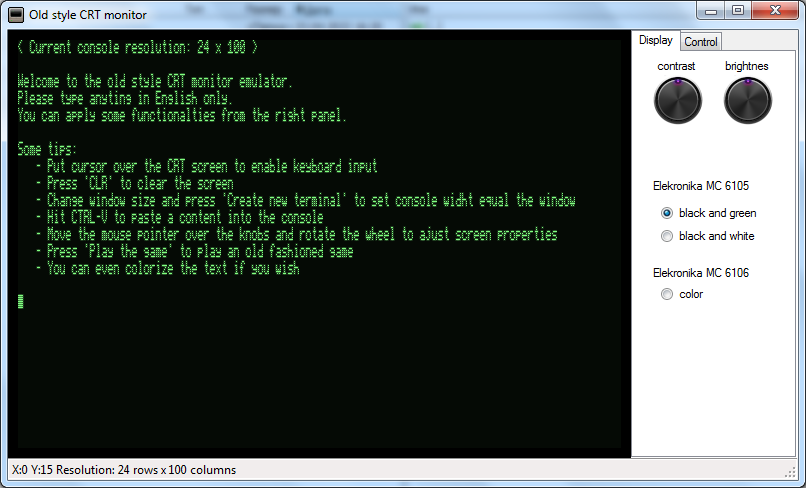 Old style CRT monitor
( Current console resolution: 24 x 100 )
Welcome to the old style CRT monitor emulator.
Please type anyting in English only.
You can apply some functionalties from the right panel.
Some tips:
- Put cursor over the CRT screen to enable keyboard input
- Press 'CLR' to clear the screen
- Change window size and press 'Create new terminal' to set console widht equal the window
- Hit CTRL-V to paste a content into the console
- Move the mouse pointer over the knobs and rotate the wheel to ajust screen properties
- Press 'Play the game' to play an old fashioned game
- You can even colorize the text if you wish
Display Control
contrast brightnes
Elekronika MC 6105
black and green
black and white
Elekronika MC 6106
color
X:0 Y:15 Resolution: 24 rows x 100 columns